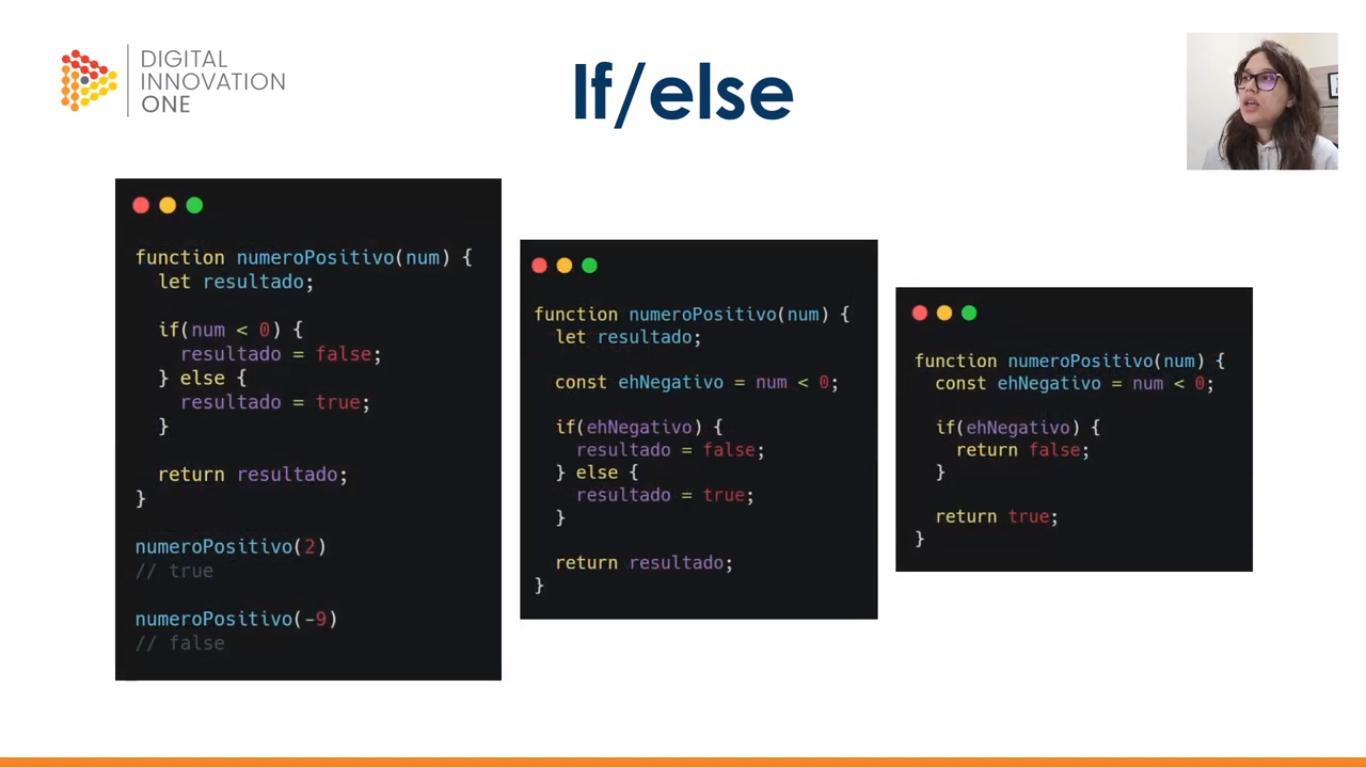 DIGITAL
INNOVATION
ONE
If/else
function numeroPositivo(num) {
let resultado;
if(num < 0) {
resultado = false;
} else {
resultado = true;
}
return resultado;
}
numeroPositivo(2)
// true
numeroPositivo(-9)
// false
function numeroPositivo(num) {
let resultado;
const ehNegativo = num < 0;
if(ehNegativo) {
resultado = false;
} else {
resultado = true;
}
return resultado;
}
function numeroPositivo(num) {
const ehNegativo = num < 0;
if(ehNegativo) {
return false;
}
return true;
}